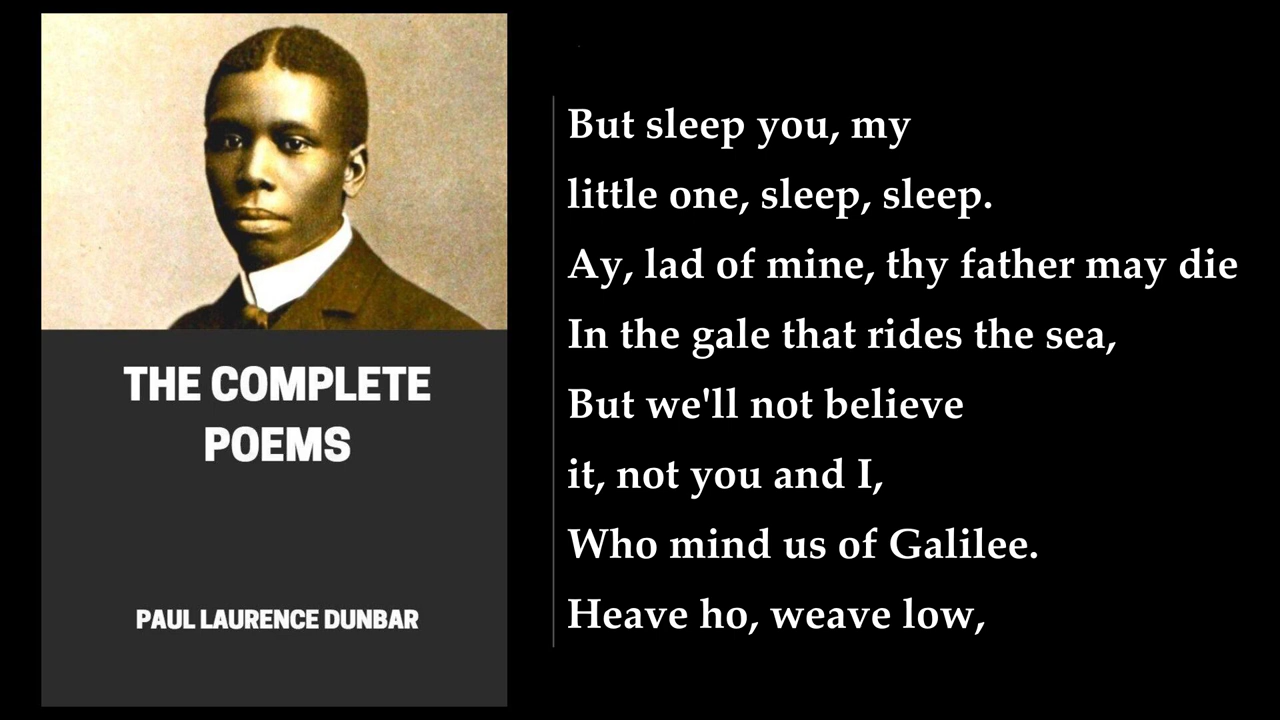 THE COMPLETE
POEMS
PAUL LAURENCE DUNBAR
But sleep you, my
little one, sleep, sleep.
Ay, lad of mine, thy father may die
In the gale that rides the sea,
But we'll not believe
it, not you and I,
Who mind us of Galilee.
Heave ho, weave low,